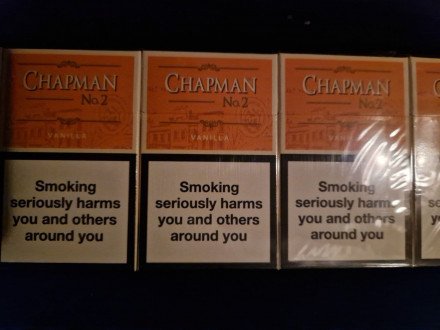 CHAPMAN
No.2
VANILLA
Smoking
seriously harms
you and others
around you
CHAPMAN
No.2
VANILLA
Smoking
seriously harms
you and others
around you
CHAPMAN
No.2
VANILLA
Smoking
seriously harms
you and others
around you